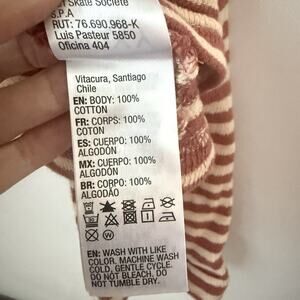 Skate Societe
S.P.A
RUT: 76.690.968-K
Luis Pasteur 5850
Oficina 404
Vitacura, Santiago
Chile
EN: BODY: 100%
COTTON
FR: CORPS: 100%
COTON
ES: CUERPO: 100%
ALGODÓN
MX: CUERPO: 100%
ALGODÓN
BR: CORPO: 100%
ALGODÃO
EN: WASH WITH LIKE
COLOR. MACHINE WASH
COLD, GENTLE CYCLE.
DO NOT BLEACH. DO
NOT TUMBLE DRY.